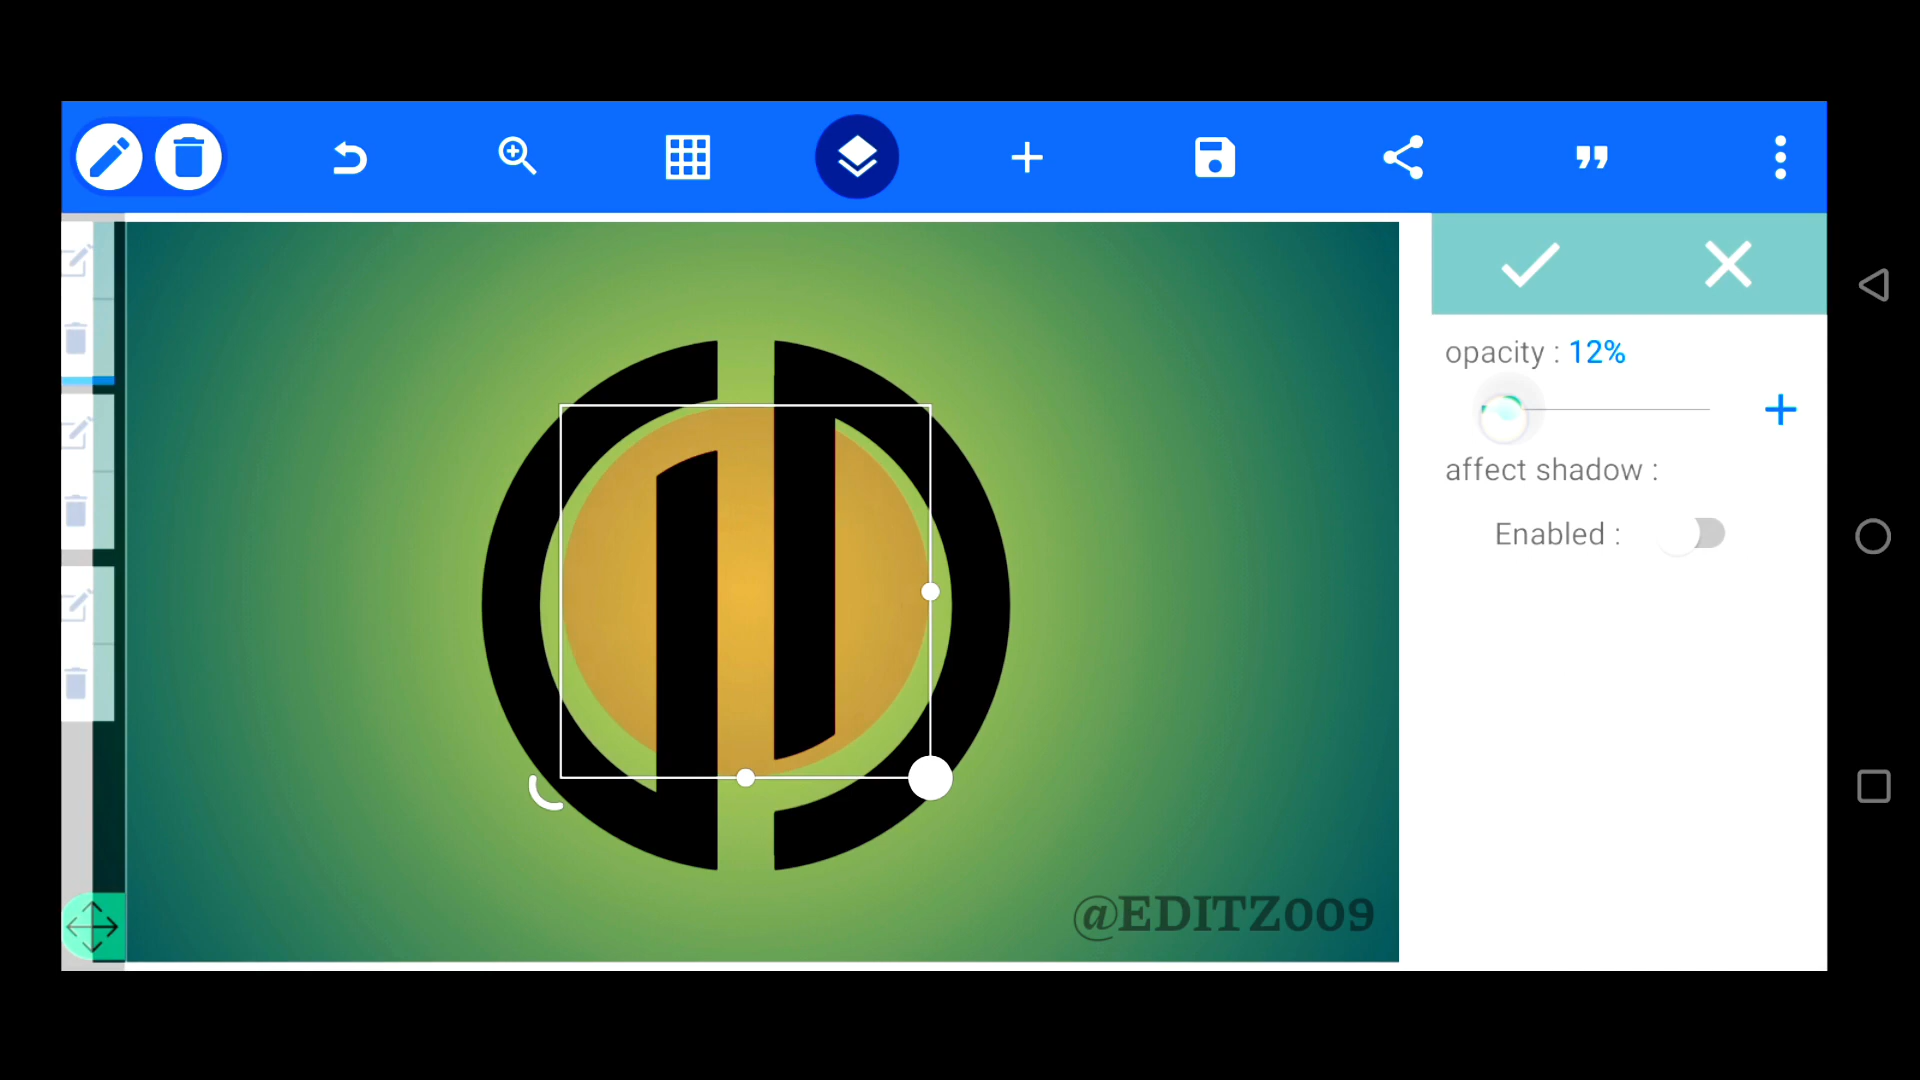 opacity : 12%
affect shadow :
Enabled :
@EDITZ009